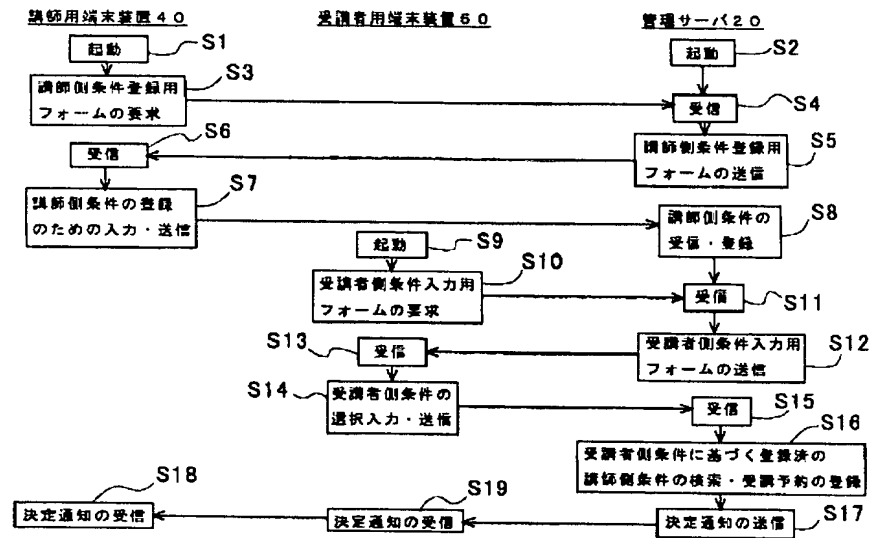 講師用端末装置40
受講者用端末装置60
管理サーバ20
起動
S1
起動
S2
講師側条件登録用
フォームの要求
S3
受信
S4
講師側条件登録用
フォームの送信
S5
受信
S6
講師側条件の登録
のための入力・送信
S7
講師側条件の
受信・登録
S8
起動
S9
受講者側条件入力用
フォームの要求
S10
受信
S11
受講者側条件入力用
フォームの送信
S12
S13
受信
S14
受講者側条件の
選択入力・送信
受信
S15
S16
受講者側条件に基づく登録済の
講師側条件の検索・受講予約の登録
S18
決定通知の受信
S19
決定通知の受信
決定通知の送信
S17